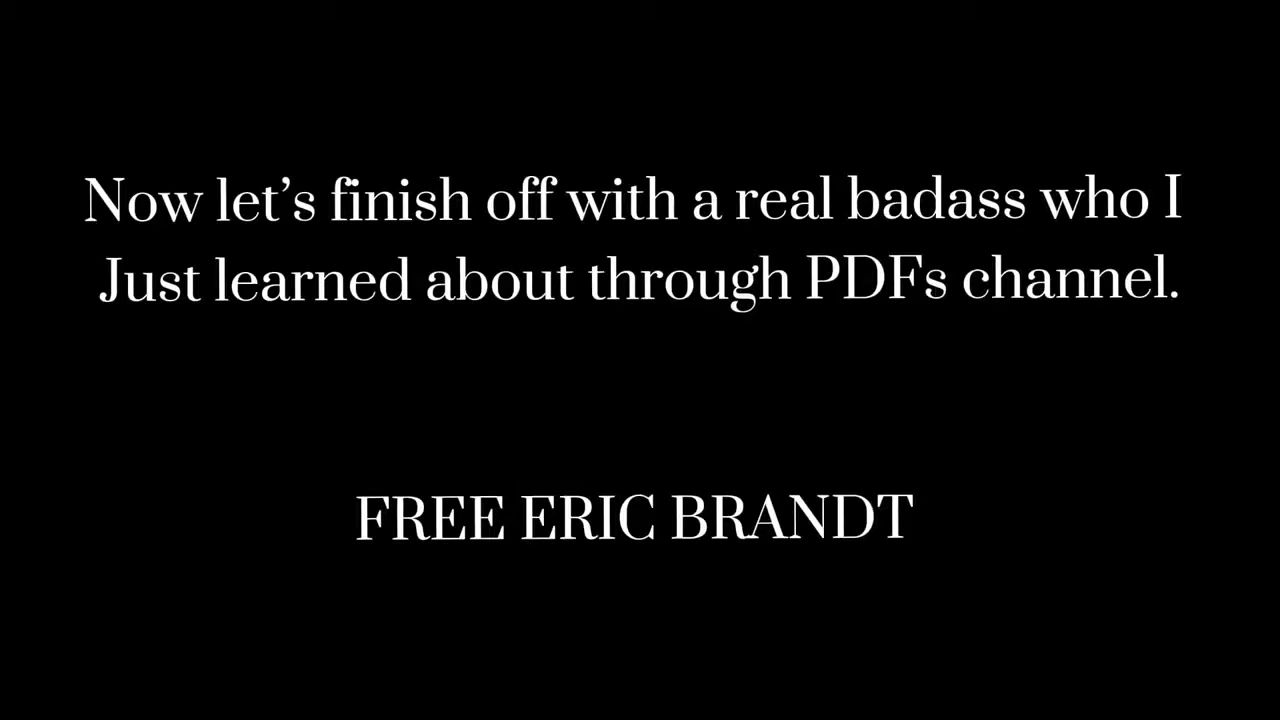 Now let’s finish off with a real badass who I
Just learned about through PDFs channel.
FREE ERIC BRANDT